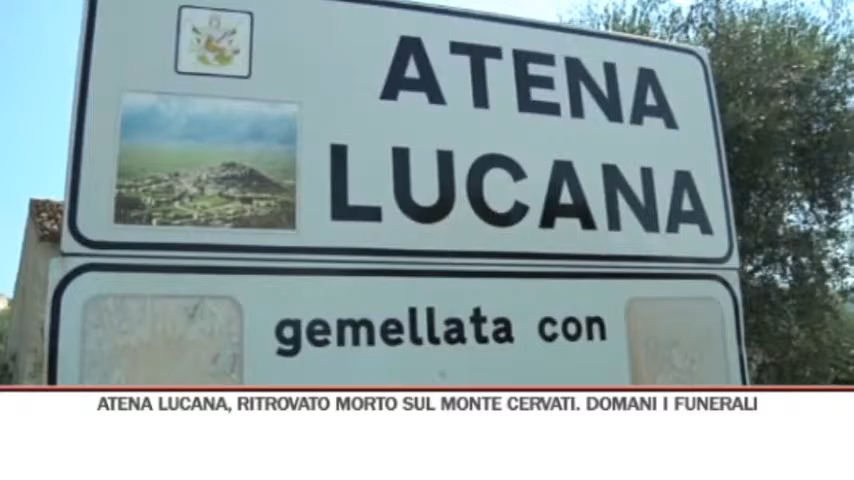 ATENA
LUCANA
gemellata con
ATENA LUCANA, RITROVATO MORTO SUL MONTE CERVATI. DOMANI I FUNERALI